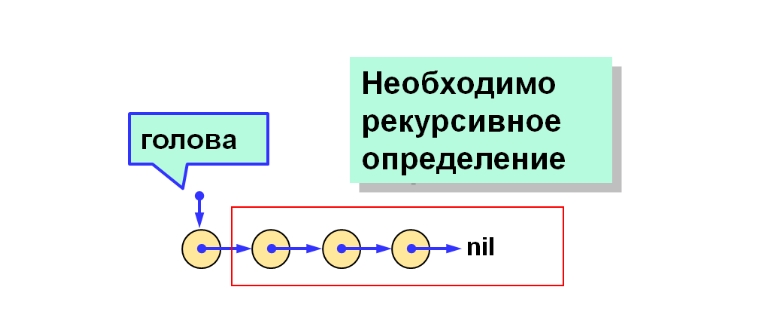 Необходимо
рекурсивное
определение
голова
nil